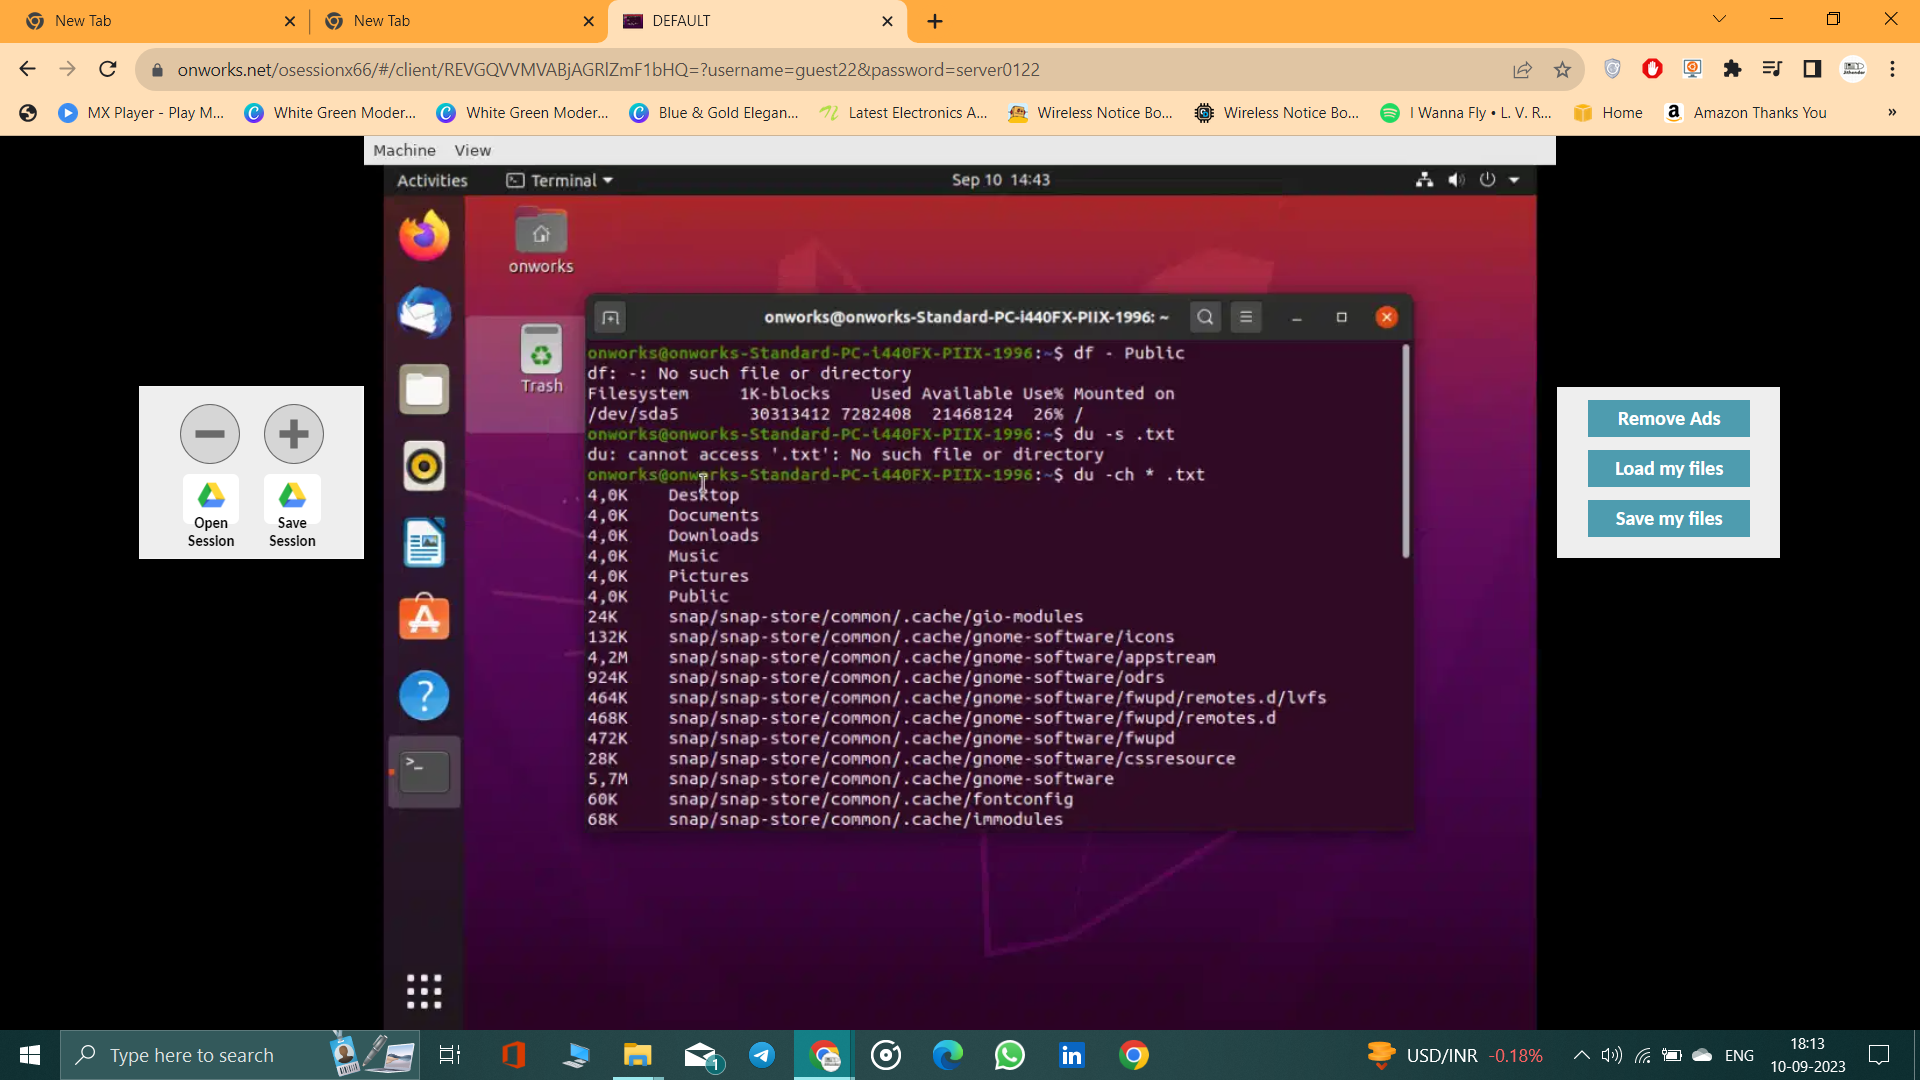 New Tab
New Tab
DEFAULT
onworks.net/osessionx66/#/client/REVGQVVMVABjAGRlZmF1bHQ=?username=guest22&password=server0122
MX Player - Play M...
White Green Moder...
White Green Moder...
Blue & Gold Elegan...
Latest Electronics A...
Wireless Notice Bo...
Wireless Notice Bo...
I Wanna Fly • L. V. R...
Home
Amazon Thanks You
»
Machine View
Activities
Terminal
Sep 10 14:43
onworks
Trash
onworks@onworks-Standard-PC-i440FX-PIIX-1996: ~
onworks@onworks-Standard-PC-i440FX-PIIX-1996:~$ df - Public
df: -: No such file or directory
Filesystem 1K-blocks Used Available Use% Mounted on
/dev/sda5 30313412 7282408 21468124 26% /
onworks@onworks-Standard-PC-i440FX-PIIX-1996:~$ du -s .txt
du: cannot access '.txt': No such file or directory
onworks@onworks-Standard-PC-i440FX-PIIX-1996:~$ du -ch * .txt
4,0K Desktop
4,0K Documents
4,0K Downloads
4,0K Music
4,0K Pictures
4,0K Public
24K snap/snap-store/common/.cache/gio-modules
132K snap/snap-store/common/.cache/gnome-software/icons
4,2M snap/snap-store/common/.cache/gnome-software/appstream
924K snap/snap-store/common/.cache/gnome-software/odrs
464K snap/snap-store/common/.cache/gnome-software/fwupd/remotes.d/lvfs
468K snap/snap-store/common/.cache/gnome-software/fwupd/remotes.d
472K snap/snap-store/common/.cache/gnome-software/fwupd
28K snap/snap-store/common/.cache/gnome-software/cssresource
5,7M snap/snap-store/common/.cache/gnome-software
60K snap/snap-store/common/.cache/fontconfig
68K snap/snap-store/common/.cache/immodules
Open
Session
Save
Session
Remove Ads
Load my files
Save my files
Type here to search
1
USD/INR -0.18%
ENG
18:13
10-09-2023